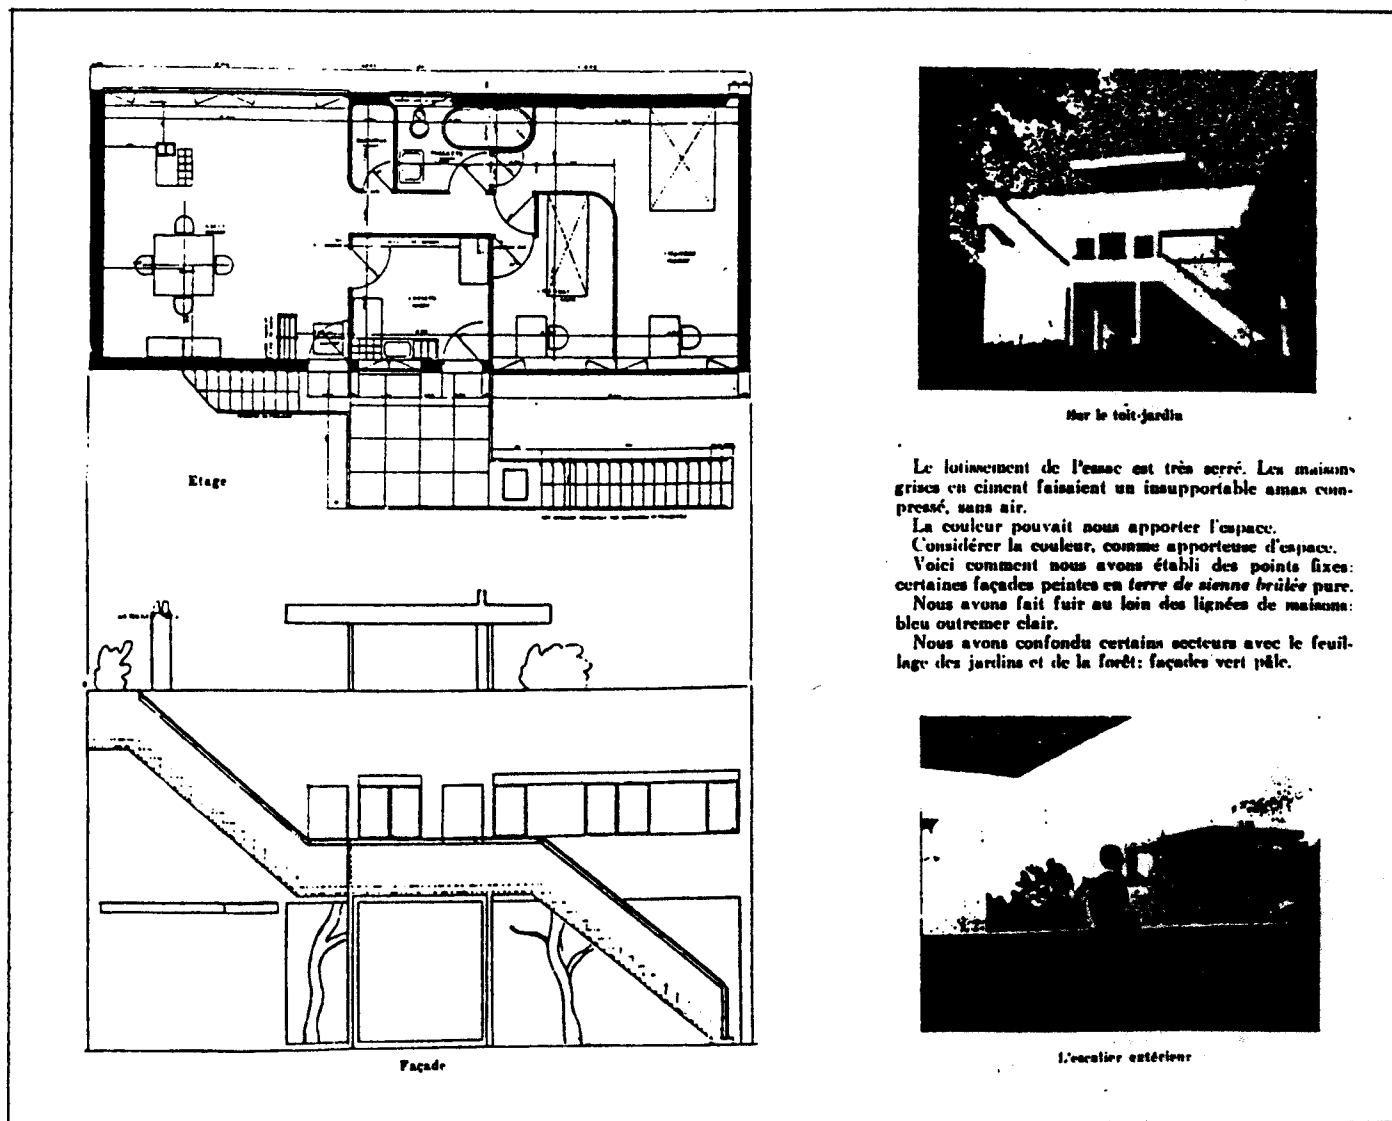 Etage
Façade
Sur le toit-jardin
Le lotissement de Pessac est très serré. Les maisons
grises en ciment faisaient un insupportable amas com-
pressé, sans air.
La couleur pouvait nous apporter l'espace.
Considérer la couleur, comme apporteuse d'espace.
Voici comment nous avons établi des points fixes:
certaines façades peintes en terre de sienne brûlée pure.
Nous avons fait fuir au loin des lignées de maisons:
bleu outremer clair.
Nous avons confondu certains secteurs avec le feuil-
lage des jardins et de la forêt: façades vert pâle.
L'escalier extérieur